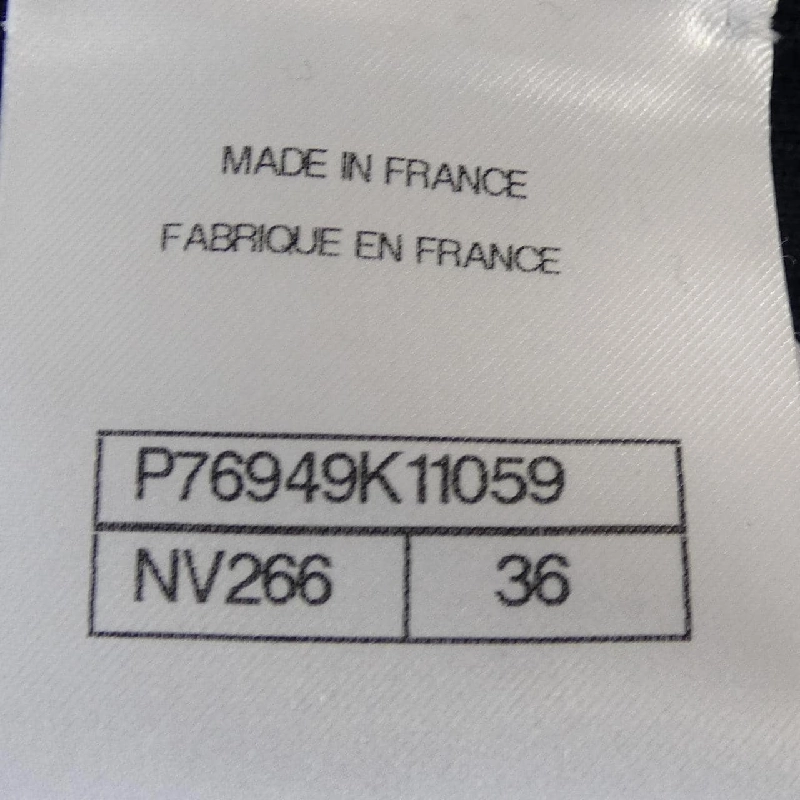 MADE IN FRANCE
FABRIQUE EN FRANCE
P76949K11059
NV266 36